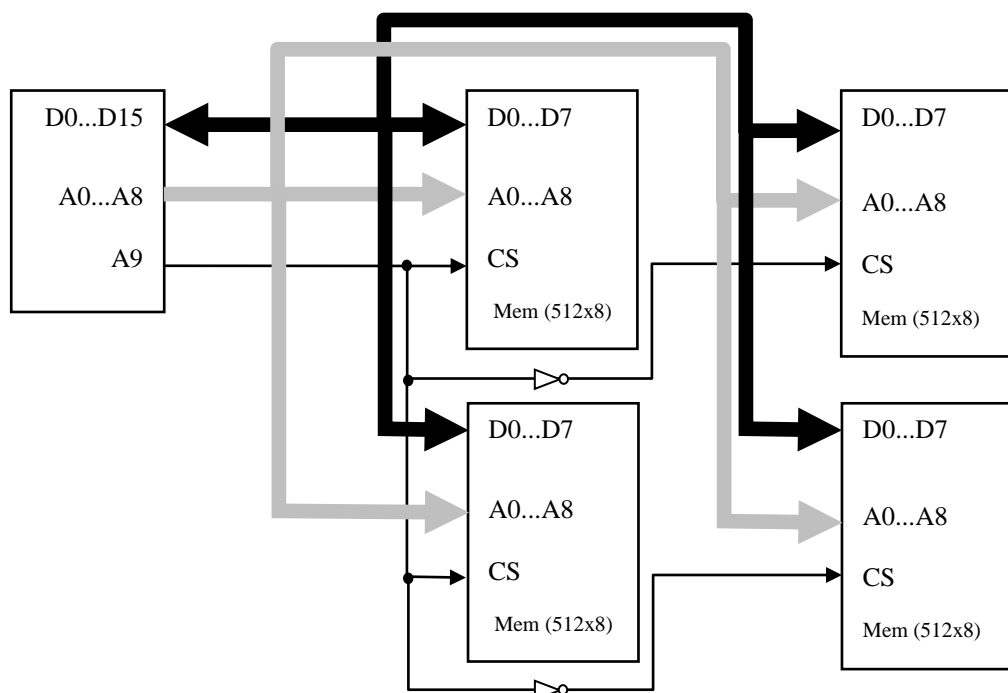 D0...D15
A0...A8
A9
D0...D7
A0...A8
CS
Mem (512x8)
D0...D7
A0...A8
CS
Mem (512x8)
D0...D7
A0...A8
CS
Mem (512x8)
D0...D7
A0...A8
CS
Mem (512x8)